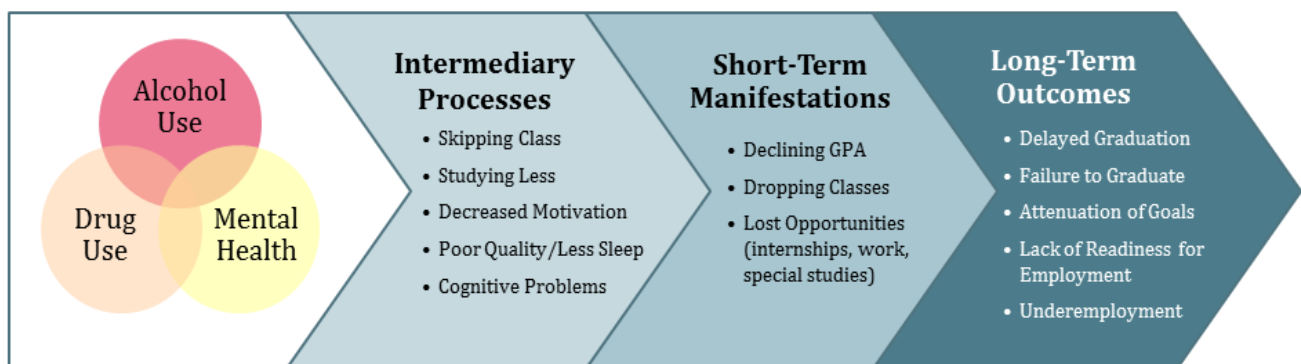 Alcohol
Use
Drug
Use
Mental
Health
Intermediary
Processes
• Skipping Class
• Studying Less
• Decreased Motivation
• Poor Quality/Less Sleep
• Cognitive Problems
Short-Term
Manifestations
• Declining GPA
• Dropping Classes
• Lost Opportunities
(internships, work,
special studies)
Long-Term
Outcomes
• Delayed Graduation
• Failure to Graduate
• Attenuation of Goals
• Lack of Readiness for
Employment
• Underemployment